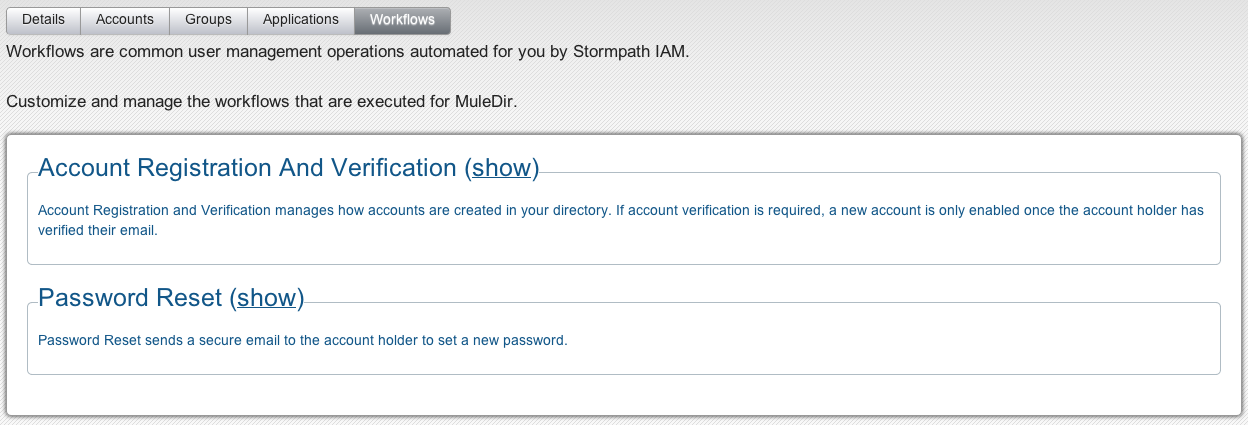 Details Accounts Groups Applications Workflows
Workflows are common user management operations automated for you by Stormpath IAM.
Customize and manage the workflows that are executed for MuleDir.
Account Registration And Verification (show)
Account Registration and Verification manages how accounts are created in your directory. If account verification is required, a new account is only enabled once the account holder has
verified their email.
Password Reset (show)
Password Reset sends a secure email to the account holder to set a new password.